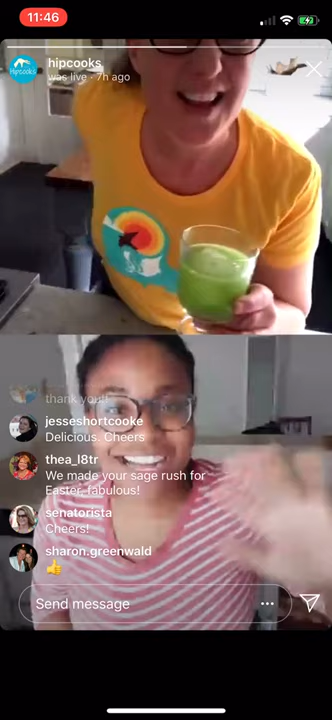 11:46
hipcooks
was live · 7h ago
Hipcooks
thank you!!
jesseshortcooke
Delicious. Cheers
thea_l8tr
We made your sage rush for
Easter, fabulous!
senatorista
Cheers!
sharon.greenwald
👍
Send message